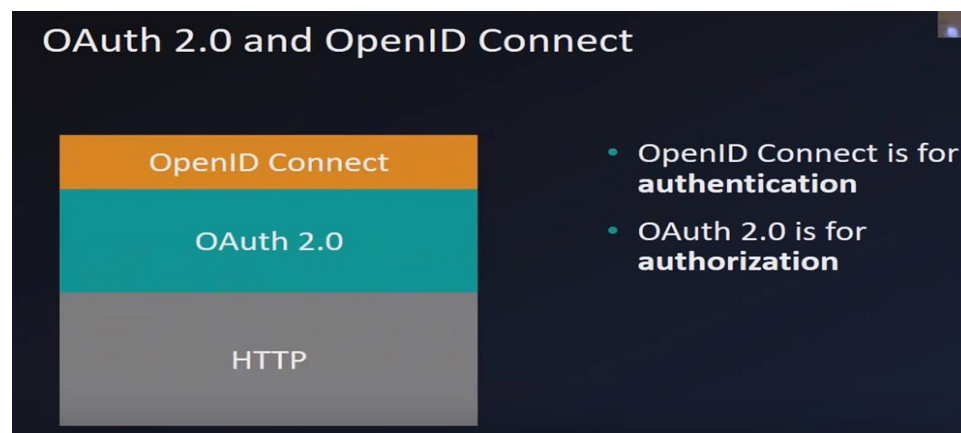 OAuth 2.0 and OpenID Connect
OpenID Connect
OAuth 2.0
HTTP
• OpenID Connect is for
authentication
• OAuth 2.0 is for
authorization